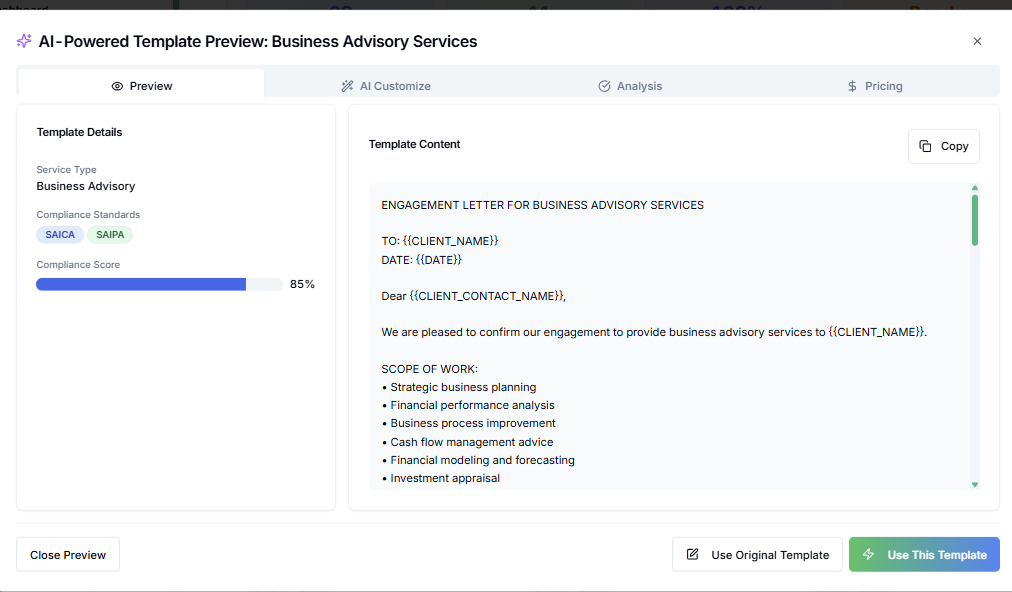 AI-Powered Template Preview: Business Advisory Services
Preview
AI Customize
Analysis
Pricing
Template Details
Service Type
Business Advisory
Compliance Standards
SAICA SAIPA
Compliance Score
85%
Template Content
Copy
ENGAGEMENT LETTER FOR BUSINESS ADVISORY SERVICES
TO: {{CLIENT_NAME}}
DATE: {{DATE}}
Dear {{CLIENT_CONTACT_NAME}},
We are pleased to confirm our engagement to provide business advisory services to {{CLIENT_NAME}}.
SCOPE OF WORK:
• Strategic business planning
• Financial performance analysis
• Business process improvement
• Cash flow management advice
• Financial modeling and forecasting
• Investment appraisal
Close Preview
Use Original Template
Use This Template